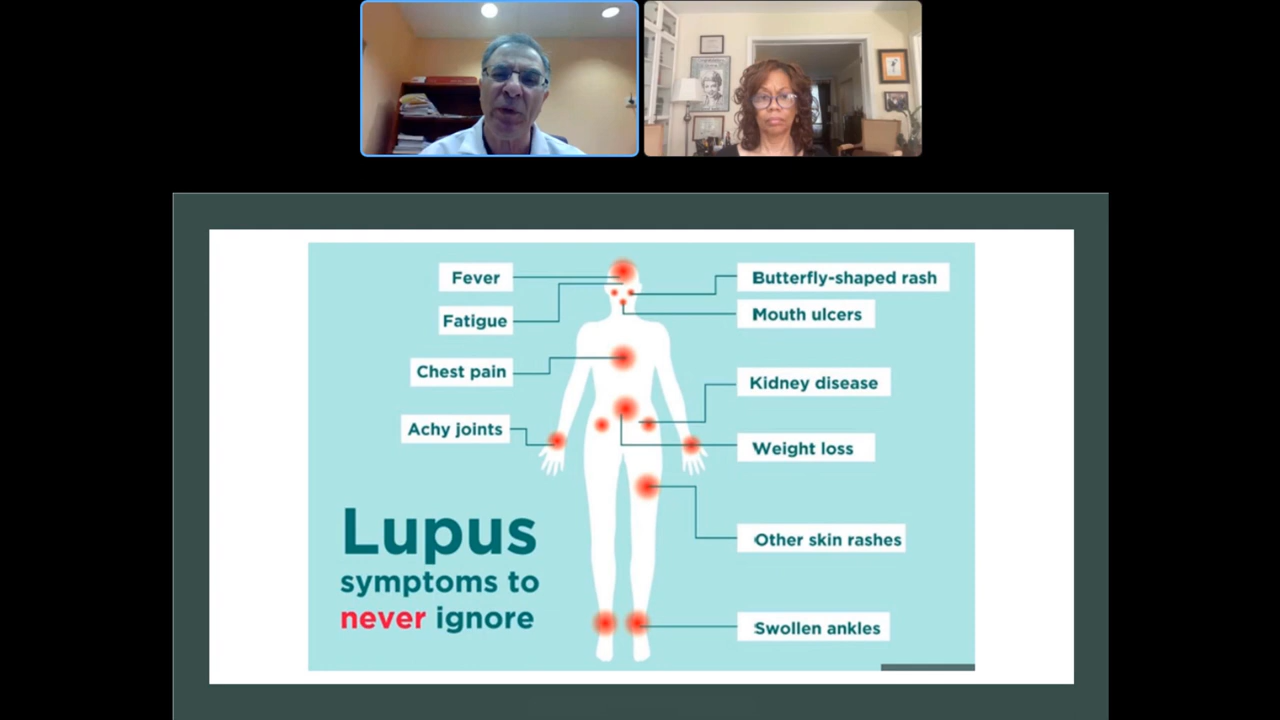 Fever
Butterfly-shaped rash
Fatigue
Mouth ulcers
Chest pain
Kidney disease
Achy joints
Weight loss
Lupus
symptoms to
never ignore
Other skin rashes
Swollen ankles